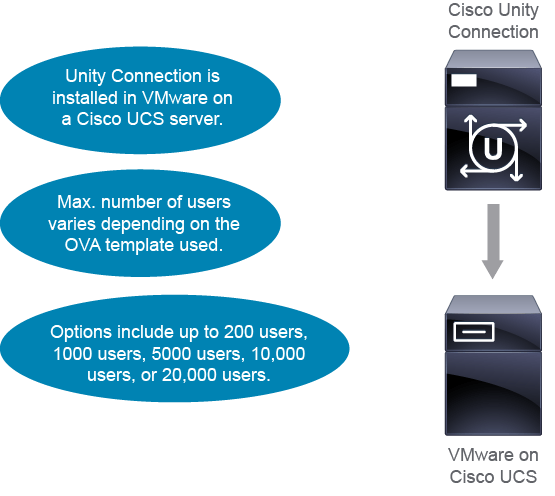 Cisco Unity
Connection
Unity Connection is
installed in VMware on
a Cisco UCS server.
U
Max. number of users
varies depending on the
OVA template used.
Options include up to 200 users,
1000 users, 5000 users, 10,000
users, or 20,000 users.
VMware on
Cisco UCS